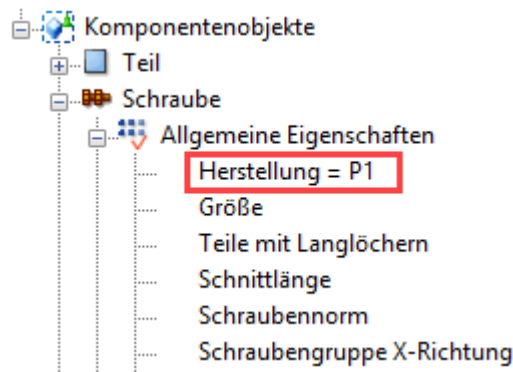 Komponentenobjekte
Teil
Schraube
Allgemeine Eigenschaften
Herstellung = P1
Größe
Teile mit Langlöchern
Schnittlänge
Schraubennorm
Schraubengruppe X-Richtung